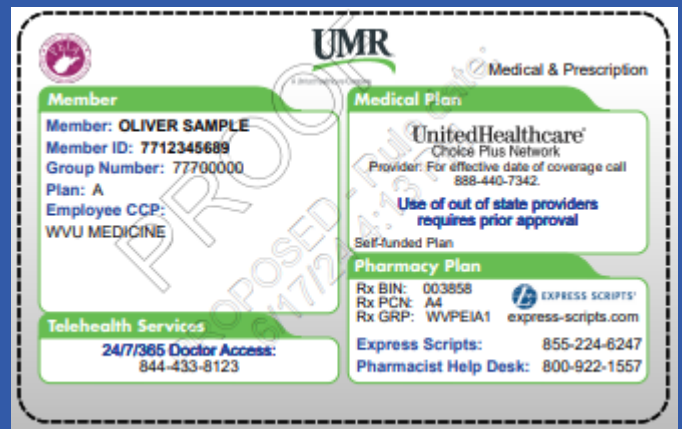 UMR
Medical & Prescription
Member
Member: OLIVER SAMPLE
Member ID: 7712345689
Group Number: 77700000
Plan: A
Employee CCP:
WVU MEDICINE
Telehealth Services
24/7/365 Doctor Access:
844-433-8123
Medical Plan
UnitedHealthcare
Choice Plus Network
Provider: For effective date of coverage call
888-440-7342.
Use of out of state providers
requires prior approval
Self-funded Plan
Pharmacy Plan
Rx BIN: 003858
Rx PCN: A4
Rx GRP: WVPEIA1
EXPRESS SCRIPTS®
express-scripts.com
Express Scripts: 855-224-6247
Pharmacist Help Desk: 800-922-1557
PROOF